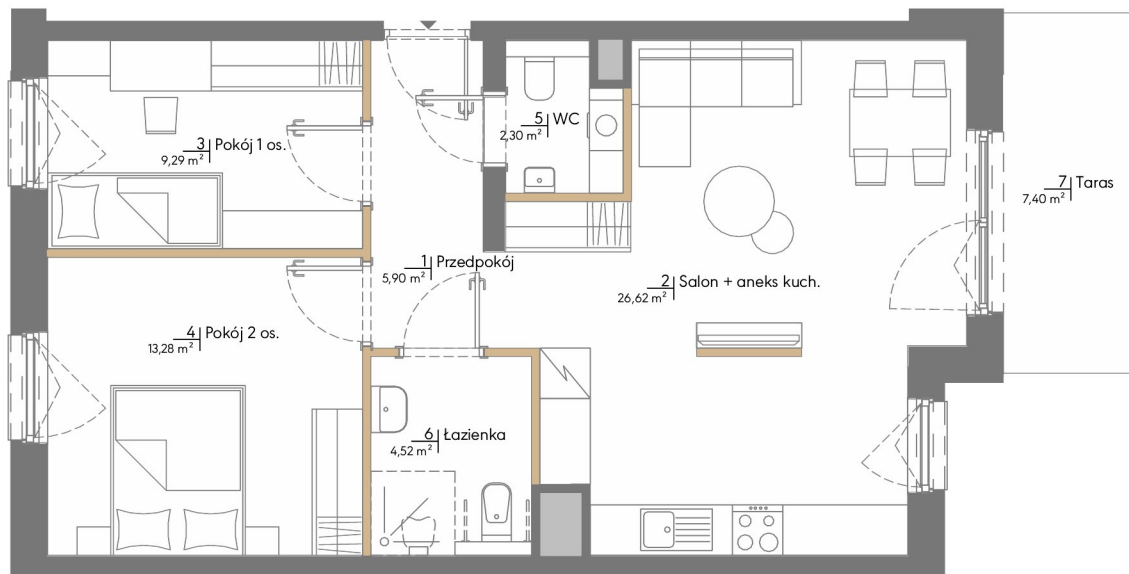 3 Pokój 1 os.
9,29 m²
5 WC
2,30 m²
7 Taras
7,40 m²
1 Przedpokój
5,90 m²
2 Salon + aneks kuch.
26,62 m²
4 Pokój 2 os.
13,28 m²
6 Łazienka
4,52 m²